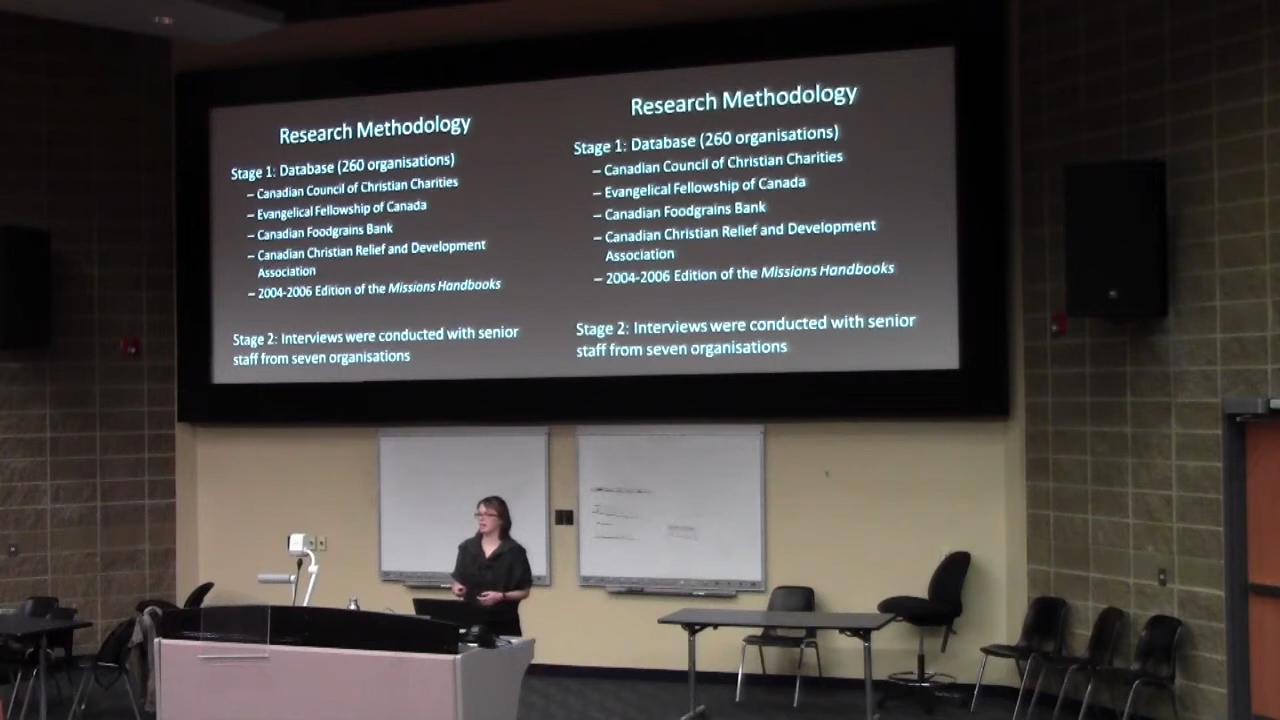 Research Methodology
Stage 1: Database (260 organisations)
– Canadian Council of Christian Charities
– Evangelical Fellowship of Canada
– Canadian Foodgrains Bank
– Canadian Christian Relief and Development
Association
– 2004-2006 Edition of the Missions Handbooks
Stage 2: Interviews were conducted with senior
staff from seven organisations
Research Methodology
Stage 1: Database (260 organisations)
– Canadian Council of Christian Charities
– Evangelical Fellowship of Canada
– Canadian Foodgrains Bank
– Canadian Christian Relief and Development
Association
– 2004-2006 Edition of the Missions Handbooks
Stage 2: Interviews were conducted with senior
staff from seven organisations